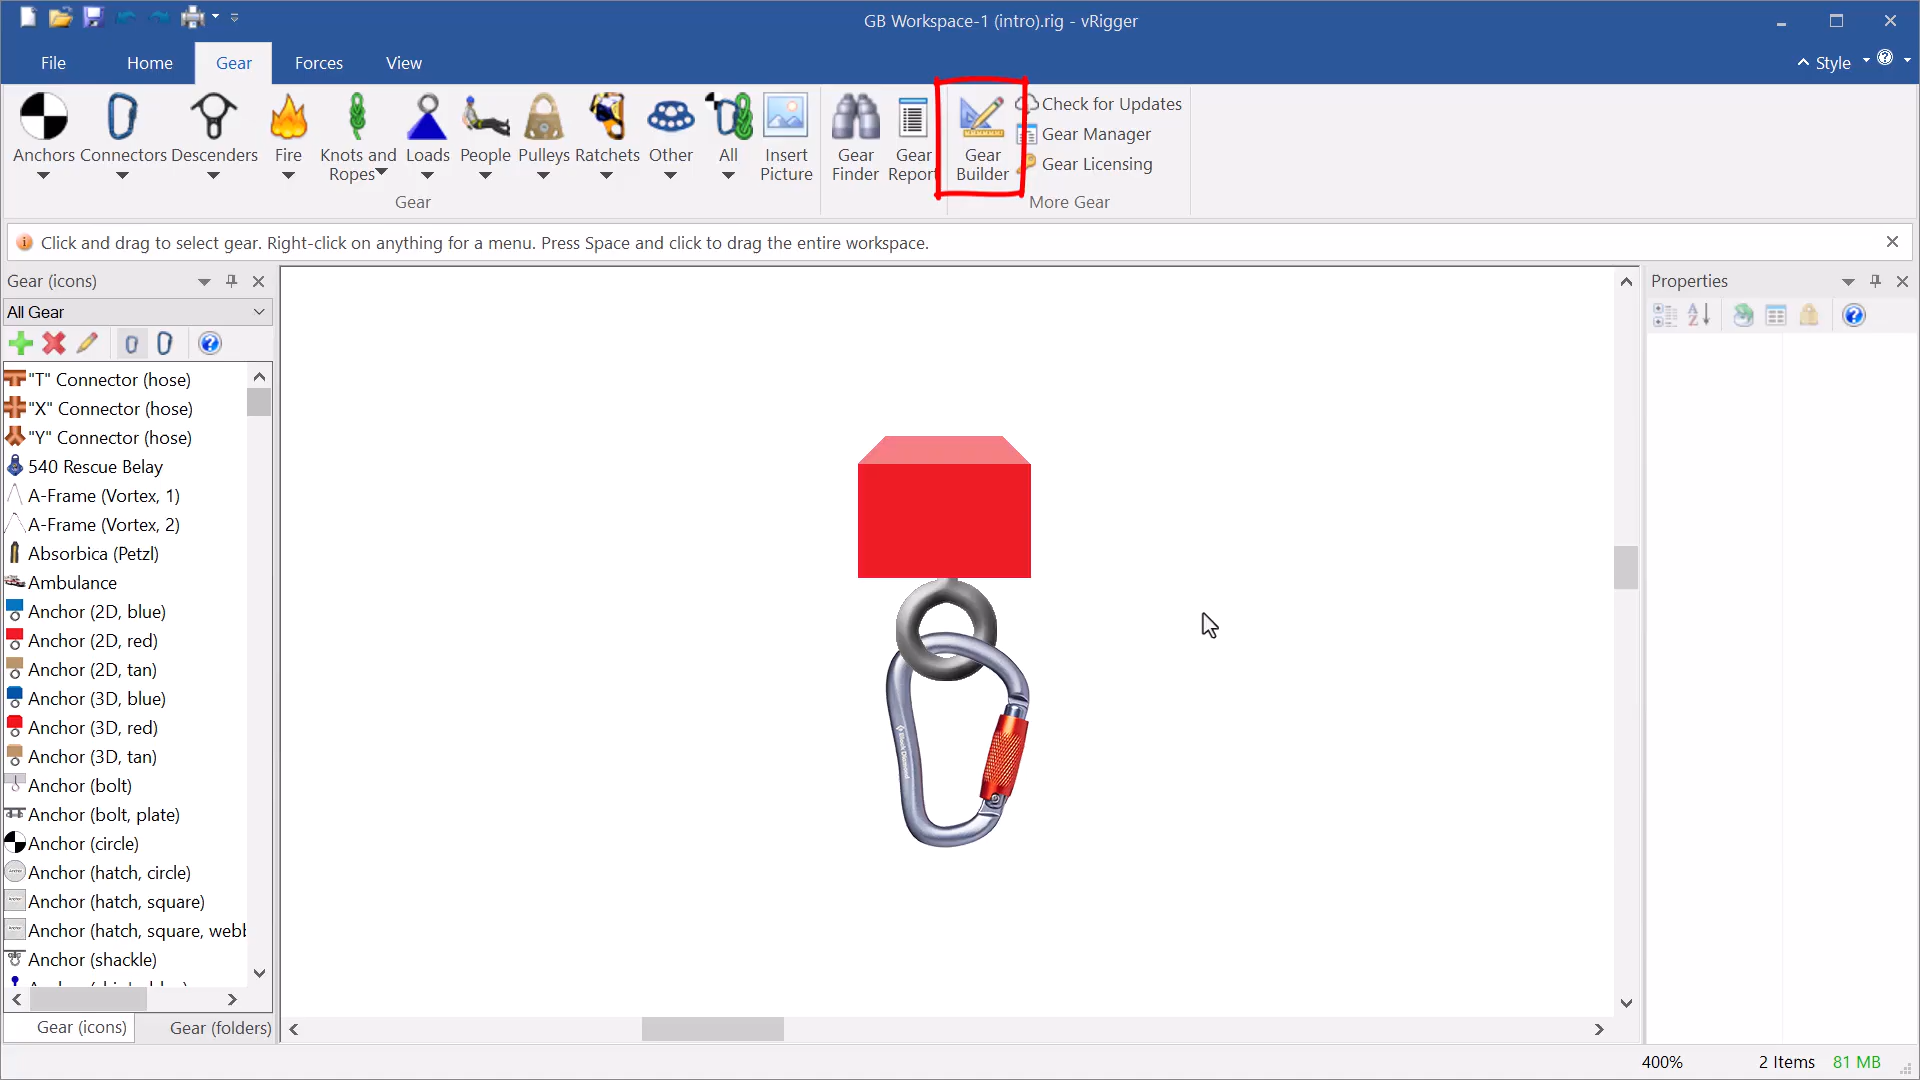 GB Workspace-1 (intro).rig - vRigger
File Home Gear Forces View Style
Anchors Connectors Descenders Fire Knots and Ropes Loads People Pulleys Ratchets Other All Insert Picture
Gear Finder Gear Report Gear Builder
Check for Updates
Gear Manager
Gear Licensing
Gear More Gear
Click and drag to select gear. Right-click on anything for a menu. Press Space and click to drag the entire workspace.
Gear (icons)
All Gear
"T" Connector (hose)
"X" Connector (hose)
"Y" Connector (hose)
540 Rescue Belay
A-Frame (Vortex, 1)
A-Frame (Vortex, 2)
Absorbica (Petzl)
Ambulance
Anchor (2D, blue)
Anchor (2D, red)
Anchor (2D, tan)
Anchor (3D, blue)
Anchor (3D, red)
Anchor (3D, tan)
Anchor (bolt)
Anchor (bolt, plate)
Anchor (circle)
Anchor (hatch, circle)
Anchor (hatch, square)
Anchor (hatch, square, webb
Anchor (shackle)
Gear (icons) Gear (folders)
Properties
Black Diamond
400% 2 Items 81 MB